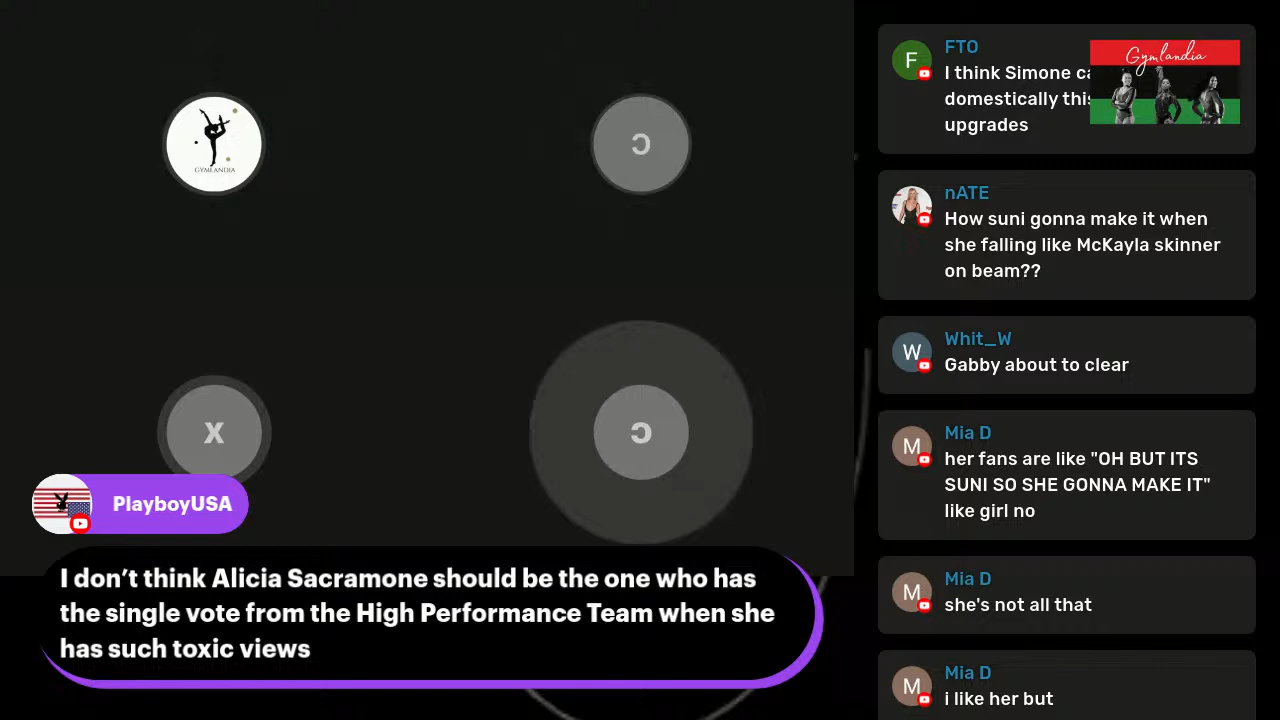 GYMLANDIA
C
X
C
PlayboyUSA
I don’t think Alicia Sacramone should be the one who has
the single vote from the High Performance Team when she
has such toxic views
F
FTO
I think Simone ca
domestically this
upgrades
Gymlandia
nATE
How suni gonna make it when
she falling like McKayla skinner
on beam??
W
Whit_W
Gabby about to clear
M
Mia D
her fans are like "OH BUT ITS
SUNI SO SHE GONNA MAKE IT"
like girl no
M
Mia D
she's not all that
M
Mia D
i like her but